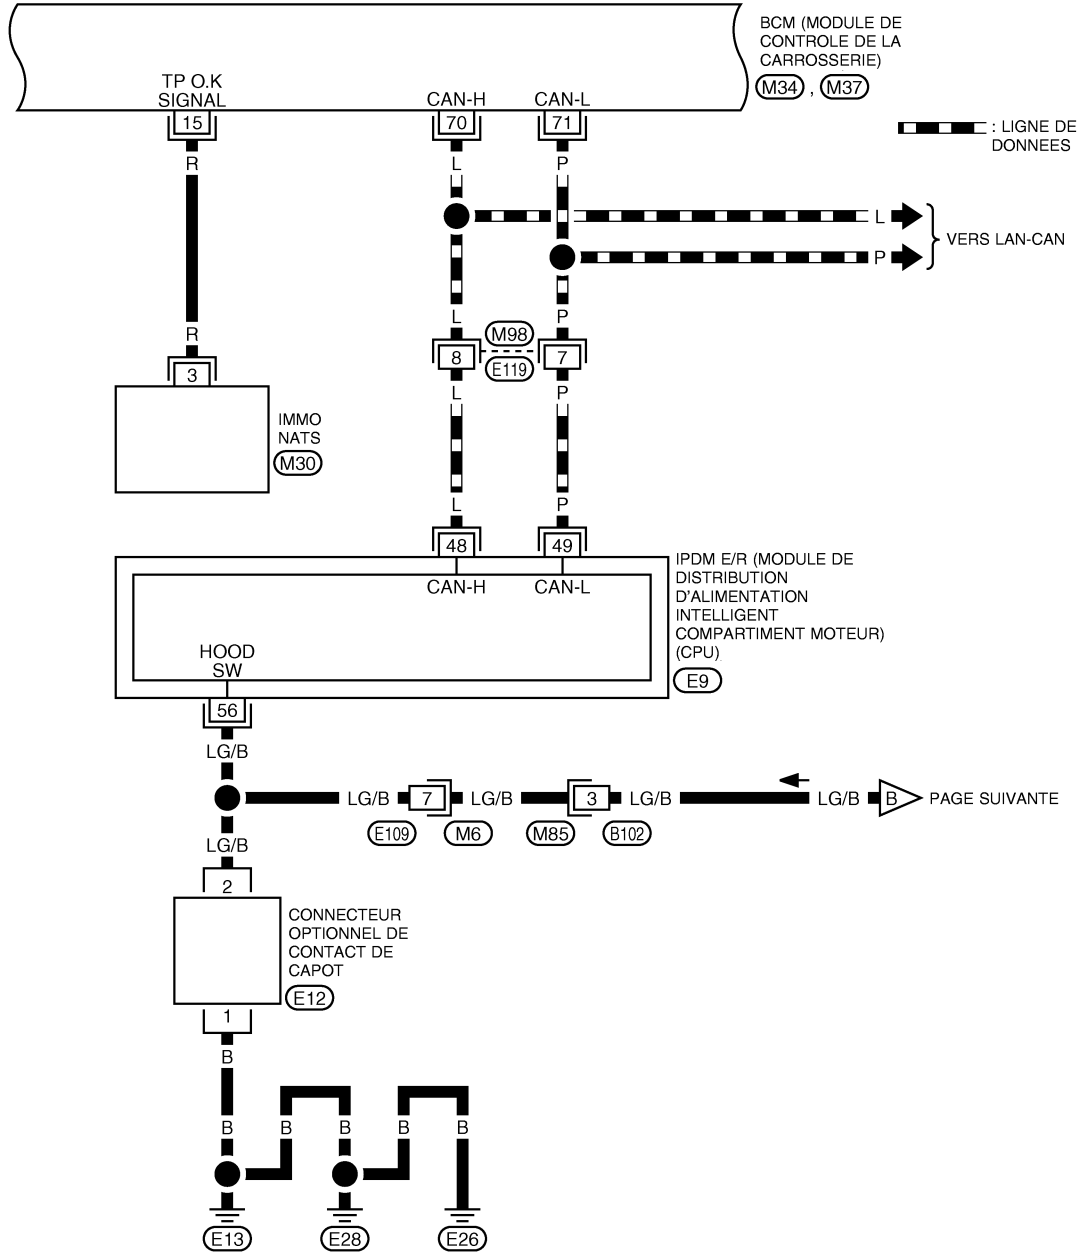 BCM (MODULE DE
CONTROLE DE LA
CARROSSERIE)
M34 , M37
TP O.K
SIGNAL
CAN-H
CAN-L
15
70
71
: LIGNE DE
DONNEES
R
L
P
L
P
VERS LAN-CAN
R
L
P
M98
8
7
E119
3
L
P
IMMO
NATS
M30
L
P
48
49
CAN-H
CAN-L
IPDM E/R (MODULE DE
DISTRIBUTION
D'ALIMENTATION
INTELLIGENT
COMPARTIMENT MOTEUR)
(CPU)
E9
HOOD
SW
56
LG/B
LG/B
7
LG/B
3
LG/B
LG/B
B
PAGE SUIVANTE
E109
M6
M85
B102
LG/B
2
CONNECTEUR
OPTIONNEL DE
CONTACT DE
CAPOT
E12
1
B
B
B
B
B
B
E13
E28
E26